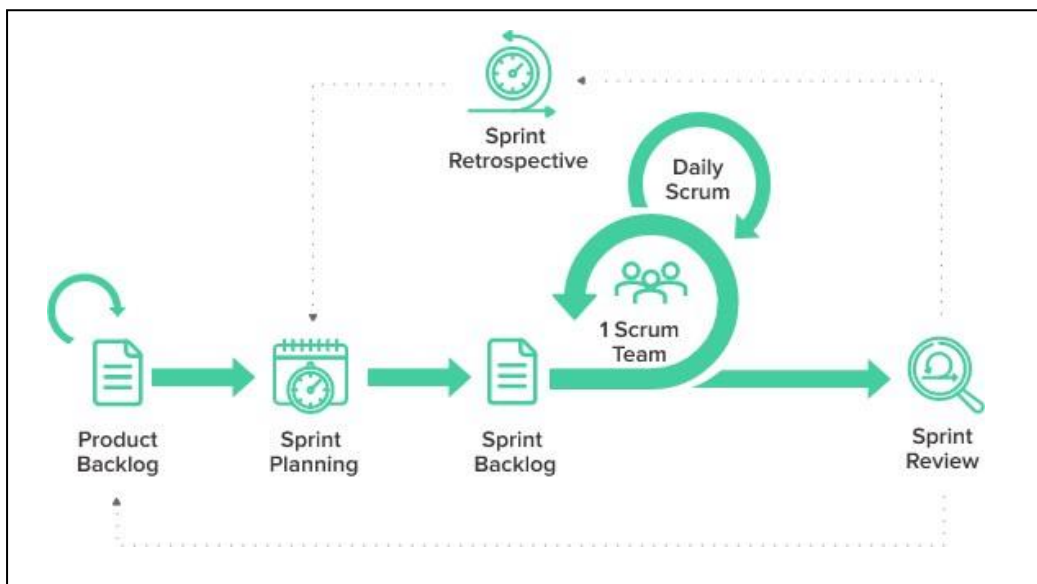 Sprint
Retrospective
Daily
Scrum
1 Scrum
Team
Product
Backlog
Sprint
Planning
Sprint
Backlog
Sprint
Review